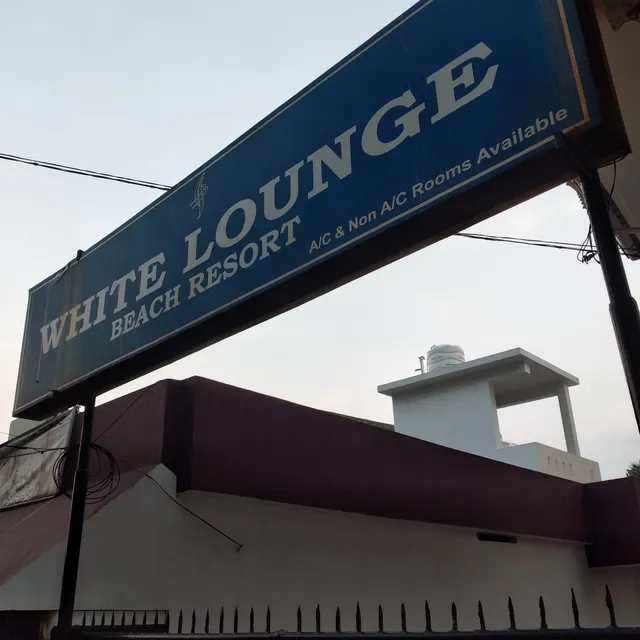 WHITE LOUNGE
BEACH RESORT
A/C & Non A/C Rooms Available